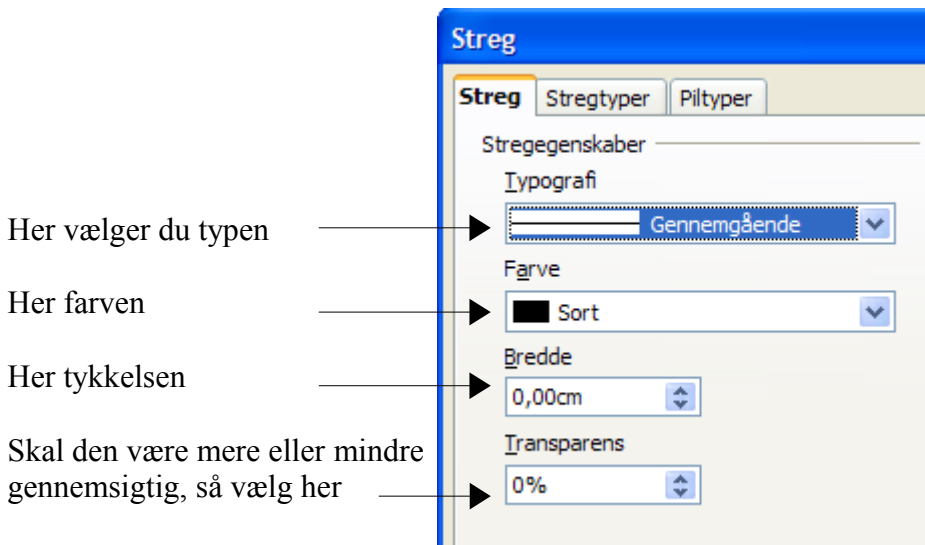 Streg
Streg Stregtyper Piltyper
Stregegenskaber
Typografi
Her vælger du typen
Gennemgående
Farve
Her farven
Sort
Bredde
Her tykkelsen
0,00cm
Transparens
Skal den være mere eller mindre
gennemsigtig, så vælg her
0%